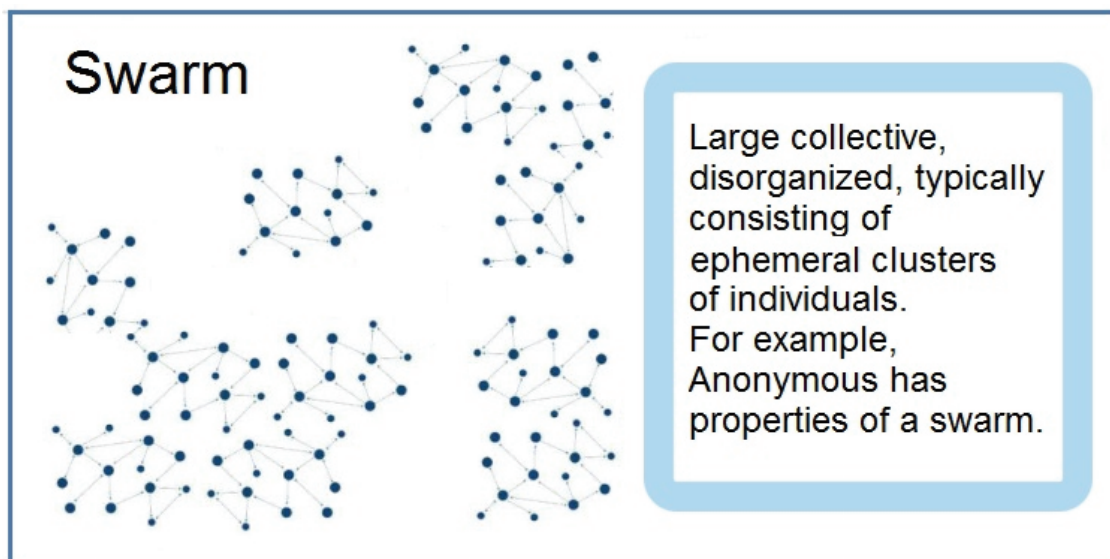 Swarm
Large collective,
disorganized, typically
consisting of
ephemeral clusters
of individuals.
For example,
Anonymous has
properties of a swarm.